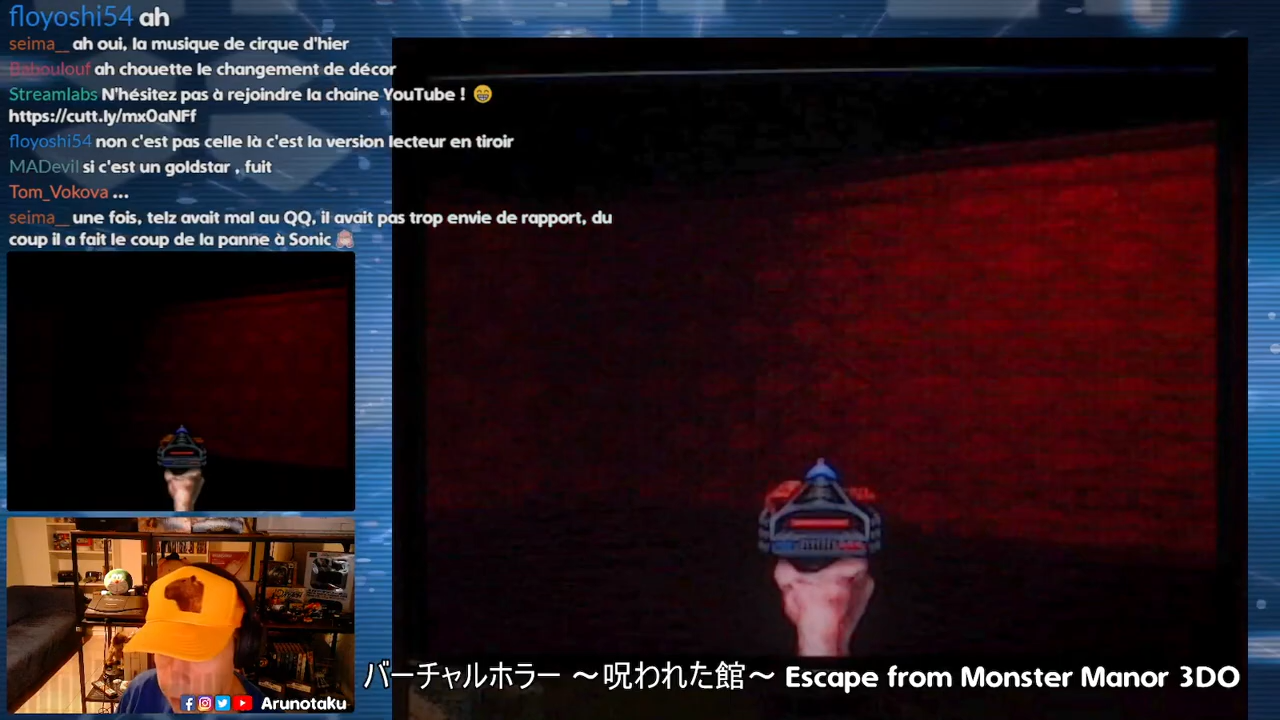 floyoshi54 ah
seima__ ah oui, la musique de cirque d'hier
Baboulouf ah chouette le changement de décor
Streamlabs N'hésitez pas à rejoindre la chaine YouTube ! 😁
https://cutt.ly/mx0aNFf
floyoshi54 non c'est pas celle là c'est la version lecteur en tiroir
MADevil si c'est un goldstar , fuit
Tom_Vokova ...
seima__ une fois, telz avait mal au QQ, il avait pas trop envie de rapport, du
coup il a fait le coup de la panne à Sonic
Arunotaku
バーチャルホラー ～呪われた館～ Escape from Monster Manor 3DO